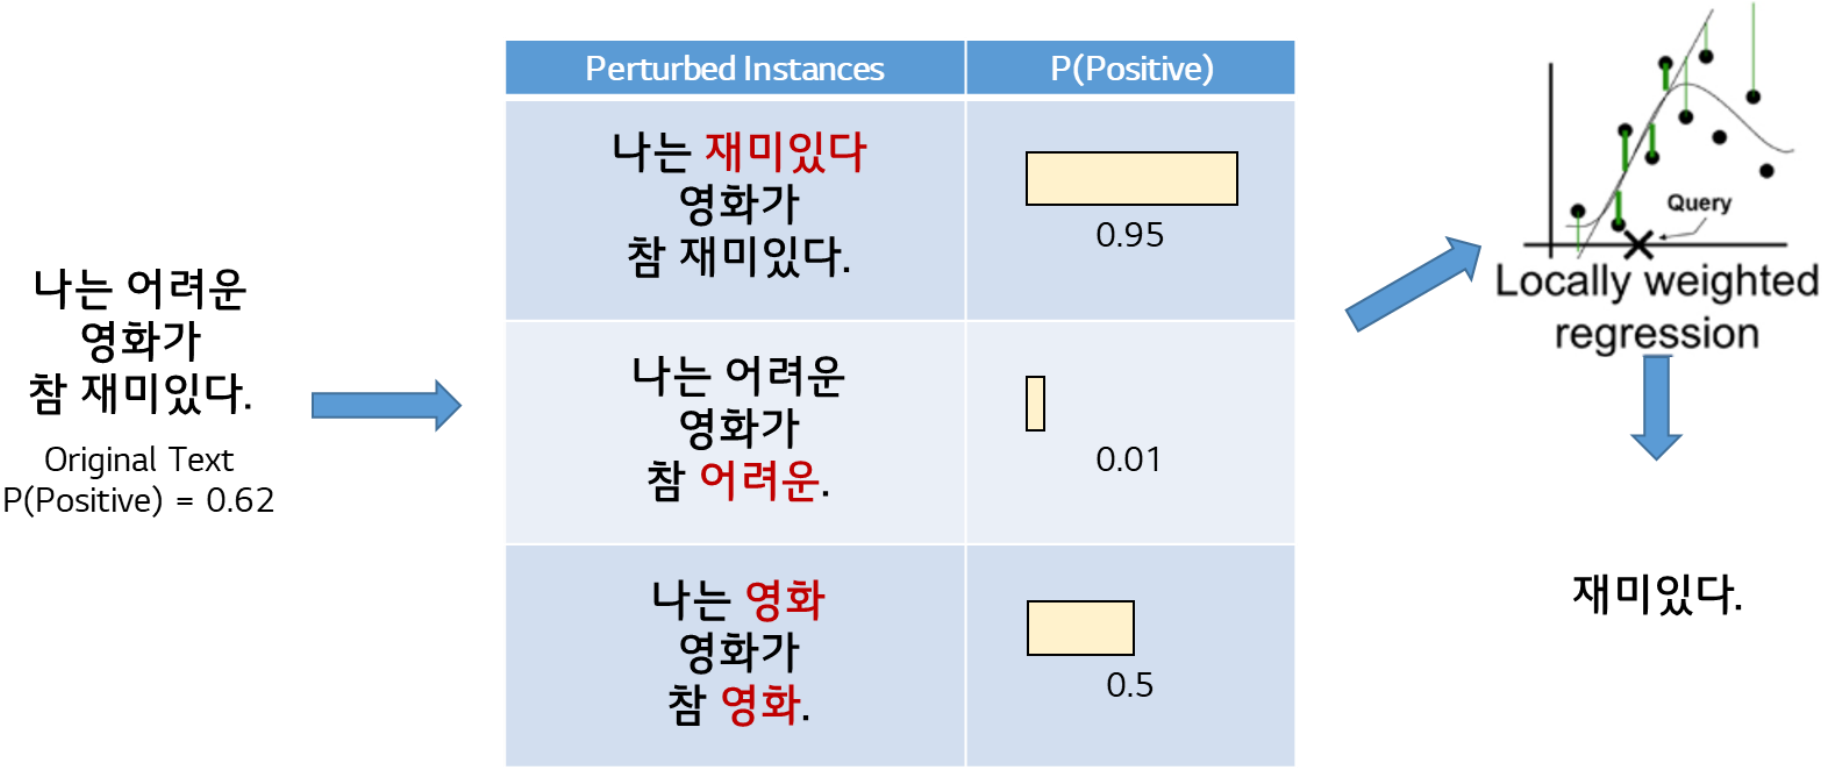 나는 어려운
영화가
참 재미있다.
Original Text
P(Positive) = 0.62
Perturbed Instances
P(Positive)
나는 재미있다
영화가
참 재미있다.
0.95
나는 어려운
영화가
참 어려운.
0.01
나는 영화
영화가
참 영화.
0.5
Query
Locally weighted
regression
재미있다.